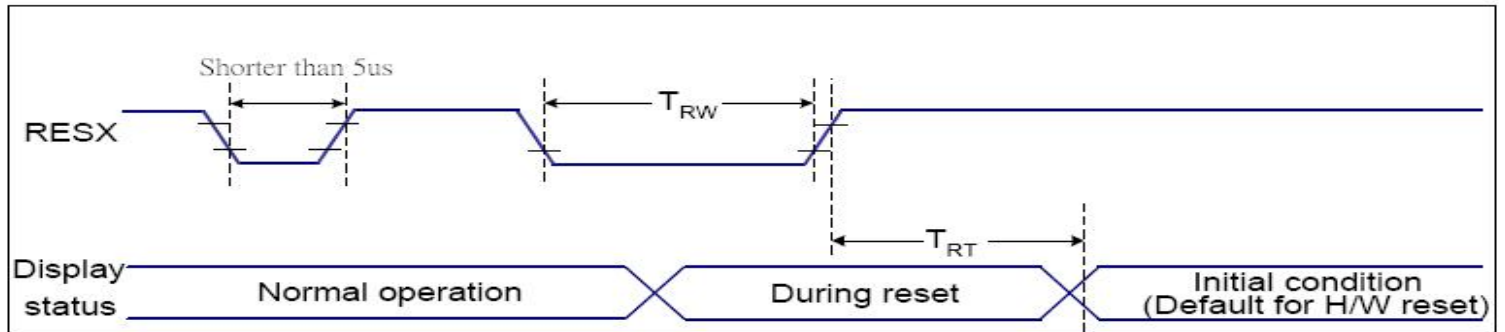 Shorter than 5us
RESX
TRW
TRT
Display
status
Normal operation
During reset
Initial condition
(Default for H/W reset)